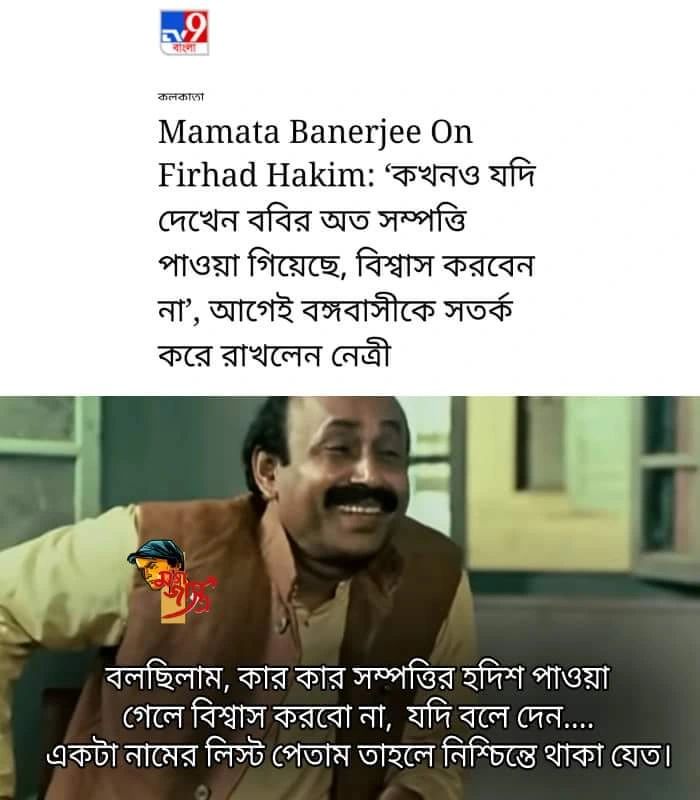 TV9
বাংলা
কলকাতা
Mamata Banerjee On
Firhad Hakim: ‘কখনও যদি
দেখেন ববির অত সম্পত্তি
পাওয়া গিয়েছে, বিশ্বাস করবেন
না’, আগেই বঙ্গবাসীকে সতর্ক
করে রাখলেন নেত্রী
বলছিলাম, কার কার সম্পত্তির হদিশ পাওয়া
গেলে বিশ্বাস করবো না, যদি বলে দেন....
একটা নামের লিস্ট পেতাম তাহলে নিশ্চিন্তে থাকা যেত।